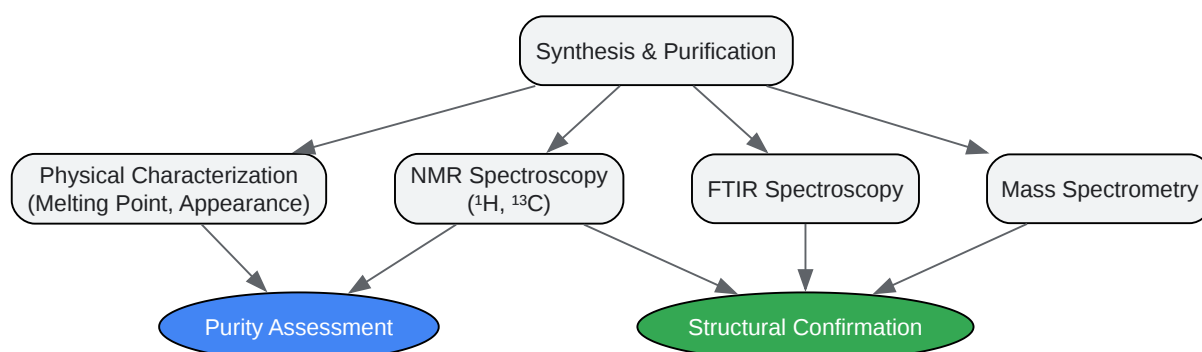 Synthesis & Purification
Physical Characterization
(Melting Point, Appearance)
NMR Spectroscopy
(¹H, ¹³C)
FTIR Spectroscopy
Mass Spectrometry
Purity Assessment
Structural Confirmation